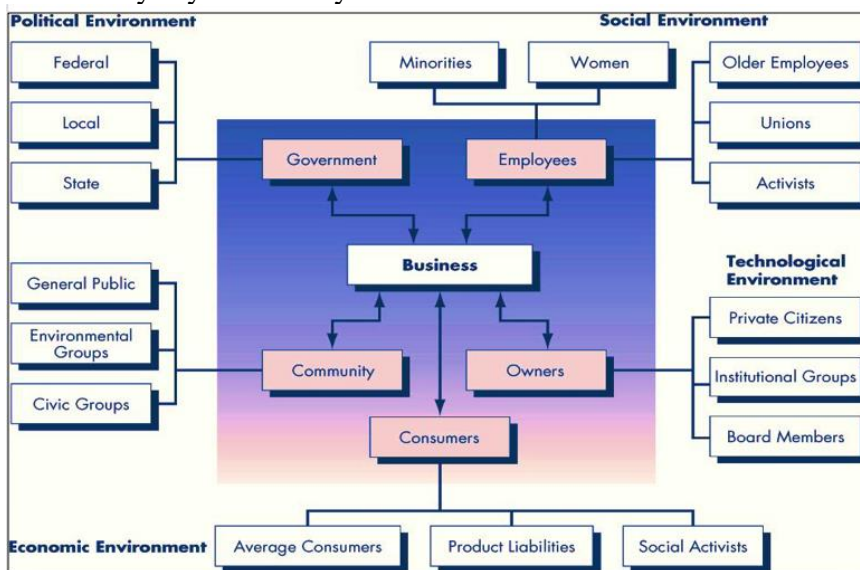 Political Environment
Social Environment
Federal
Local
State
Minorities
Women
Older Employees
Unions
Activists
Government
Employees
Business
General Public
Environmental
Groups
Civic Groups
Community
Owners
Consumers
Technological
Environment
Private Citizens
Institutional Groups
Board Members
Economic Environment
Average Consumers
Product Liabilities
Social Activists